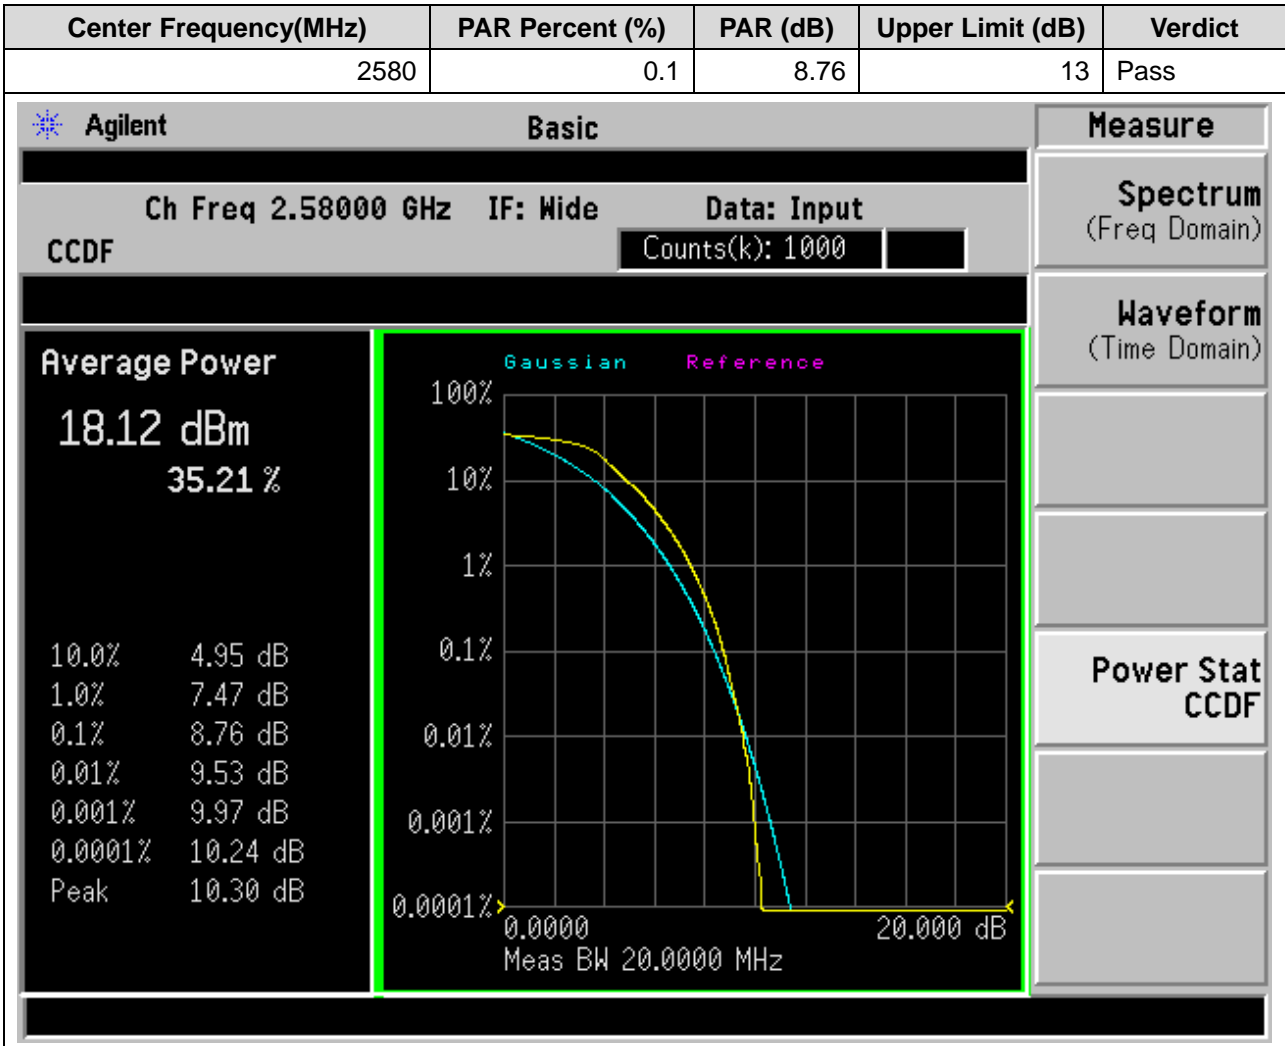 Center Frequency(MHz) PAR Percent (%) PAR (dB) Upper Limit (dB) Verdict
2580 0.1 8.76 13 Pass
Agilent Basic Measure
Ch Freq 2.58000 GHz IF: Wide Data: Input
CCDF Counts(k): 1000
Spectrum
(Freq Domain)
Waveform
(Time Domain)
Power Stat
CCDF
Average Power
18.12 dBm
35.21 %
10.0% 4.95 dB
1.0% 7.47 dB
0.1% 8.76 dB
0.01% 9.53 dB
0.001% 9.97 dB
0.0001% 10.24 dB
Peak 10.30 dB
Gaussian Reference
100%
10%
1%
0.1%
0.01%
0.001%
0.0001%
0.0000 20.000 dB
Meas BW 20.0000 MHz